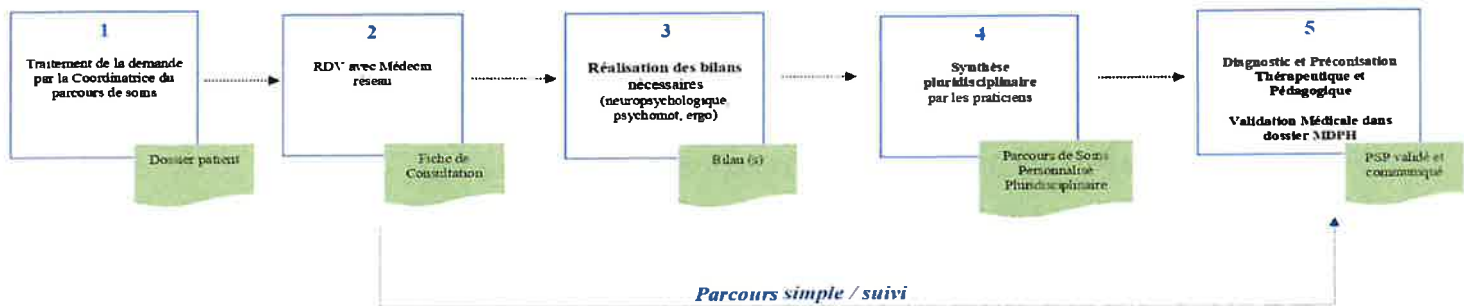 1
Traitement de la demande
par la Coordinatrice du
parcours de soins
Dossier patient
2
RDV avec Médecin
réseau
Fiche de
Consultation
3
Réalisation des bilans
nécessaires
(neuropsychologique,
psychomot, ergo)
Bilan (s)
4
Synthèse
pluridisciplinaire
par les praticiens
Parcours de Soins
Personnalisé
Pluridisciplinaire
5
Diagnostic et Préconisation
Thérapeutique et
Pédagogique
Validation Médicale dans
dossier MDPH
PSP validé et
communiqué
Parcours simple / suivi